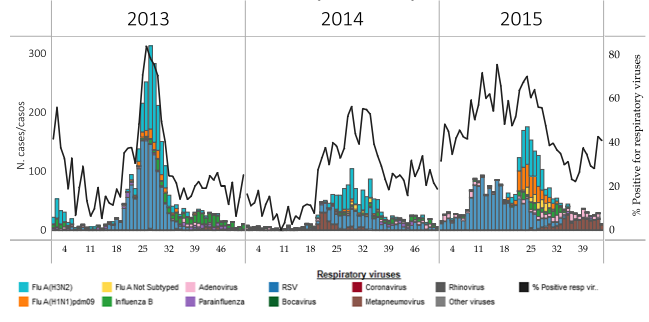 2013 2014 2015
300
200
100
0
N. cases/casos
80
60
40
20
0
% Positive for respiratory viruses
4 11 18 25 32 39 46 4 11 18 25 32 39 46 4 11 18 25 32 39
Respiratory viruses
Flu A(H3N2) Flu A Not Subtyped Adenovirus RSV Coronavirus Rhinovirus % Positive resp vir..
Flu A(H1N1)pdm09 Influenza B Parainfluenza Bocavirus Metapneumovirus Other viruses